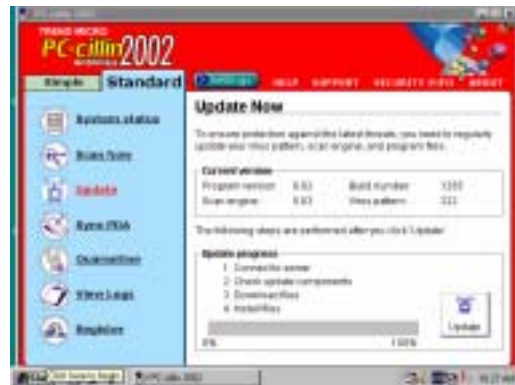 TREND MICRO
PC-cillin 2002
Simple Standard
HELP SUPPORT SECURITY INFO ABOUT
System status
Scan Now
Update
Sync PDA
Quarantine
View Logs
Register
Update Now
To ensure protection against the latest threats, you need to regularly
update your virus pattern, scan engine, and program files.
Current version
Program version Build number
Scan engine Virus pattern
The following steps are performed after you click 'Update'
Update progress
1 Connect to server
2 Check update components
3 Download files
4 Install files
Update
0% 100%